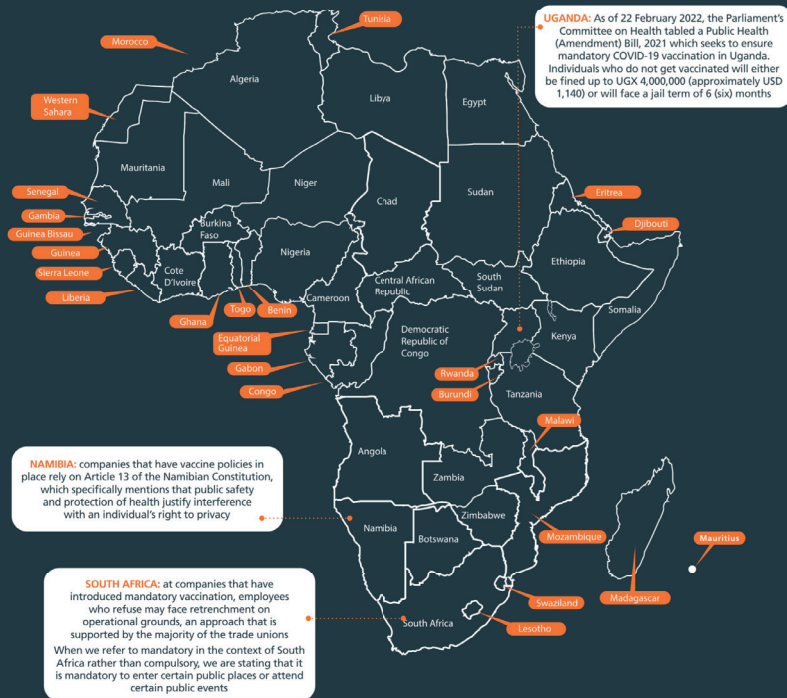 UGANDA: As of 22 February 2022, the Parliament's
Committee on Health tabled a Public Health
(Amendment) Bill, 2021 which seeks to ensure
mandatory COVID-19 vaccination in Uganda.
Individuals who do not get vaccinated will either
be fined up to UGX 4,000,000 (approximately USD
1,140) or will face a jail term of 6 (six) months
Tunisia
Morocco
Algeria
Libya
Egypt
Western
Sahara
Mauritania
Mali
Niger
Chad
Sudan
Eritrea
Senegal
Gambia
Djibouti
Guinea Bissau
Burkina
Faso
Guinea
Nigeria
Ethiopia
Sierra Leone
Cote
D'Ivoire
Central African
Republic
South
Sudan
Liberia
Cameroon
Togo
Benin
Ghana
Somalia
Equatorial
Guinea
Democratic
Republic of
Congo
Kenya
Gabon
Rwanda
Congo
Burundi
Tanzania
Malawi
Angola
NAMIBIA: companies that have vaccine policies in
place rely on Article 13 of the Namibian Constitution,
which specifically mentions that public safety
and protection of health justify interference
with an individual's right to privacy
Zambia
Zimbabwe
Namibia
Botswana
Mozambique
Mauritius
Madagascar
Swaziland
SOUTH AFRICA: at companies that have
introduced mandatory vaccination, employees
who refuse may face retrenchment on
operational grounds, an approach that is
supported by the majority of the trade unions
When we refer to mandatory in the context of South
Africa rather than compulsory, we are stating that it
is mandatory to enter certain public places or attend
certain public events
South Africa
Lesotho